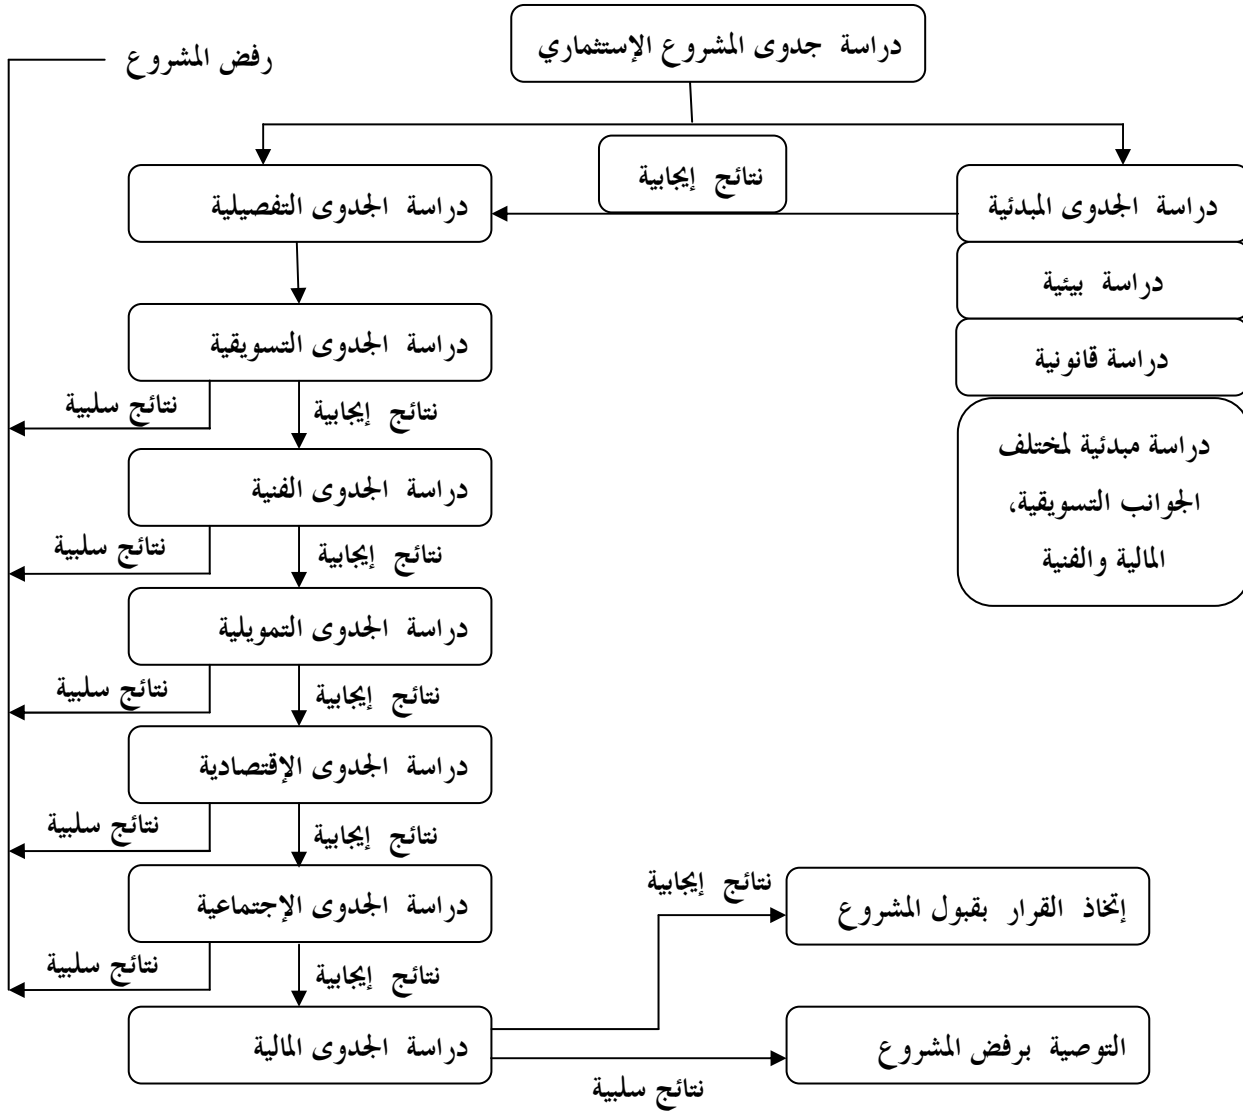 دراسة جدوى المشروع الإستثماري
رفض المشروع
نتائج إيجابية
دراسة الجدوى المبدئية
دراسة الجدوى التفصيلية
دراسة بيئية
دراسة الجدوى التسويقية
دراسة قانونية
نتائج إيجابية
نتائج سلبية
دراسة مبدئية لمختلف
الجوانب التسويقية،
المالية والفنية
دراسة الجدوى الفنية
نتائج إيجابية
نتائج سلبية
دراسة الجدوى التمويلية
نتائج إيجابية
نتائج سلبية
دراسة الجدوى الإقتصادية
نتائج إيجابية
نتائج سلبية
دراسة الجدوى الإجتماعية
نتائج إيجابية
إتخاذ القرار بقبول المشروع
نتائج إيجابية
نتائج سلبية
دراسة الجدوى المالية
التوصية برفض المشروع
نتائج سلبية